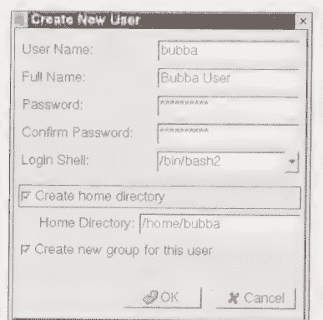 Create New User
User Name: bubba
Full Name: Bubba User
Password: **********
Confirm Password: **********
Login Shell: /bin/bash2
Create home directory
Home Directory: /home/bubba
Create new group for this user
OK Cancel